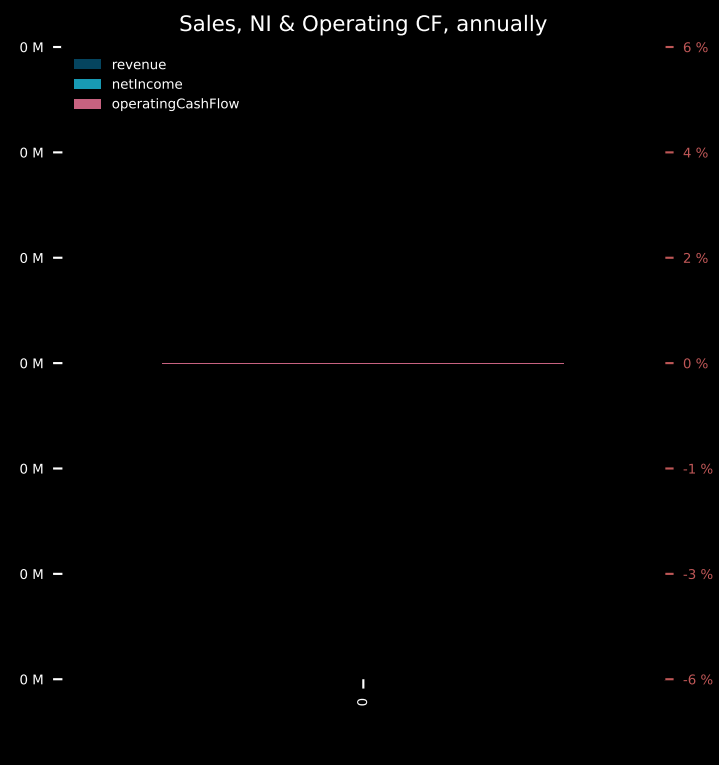 Sales, NI & Operating CF, annually
0 M
6 %
revenue
netIncome
operatingCashFlow
0 M
4 %
0 M
2 %
0 M
0 %
0 M
-1 %
0 M
-3 %
0 M
-6 %
0